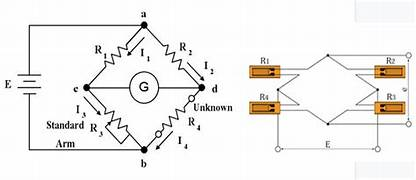 a
R1
R2
I1
I2
E
c
G
d
I3
Unknown
Standard
R3
R4
I4
Arm
b
R1
R2
R4
R3
e
E